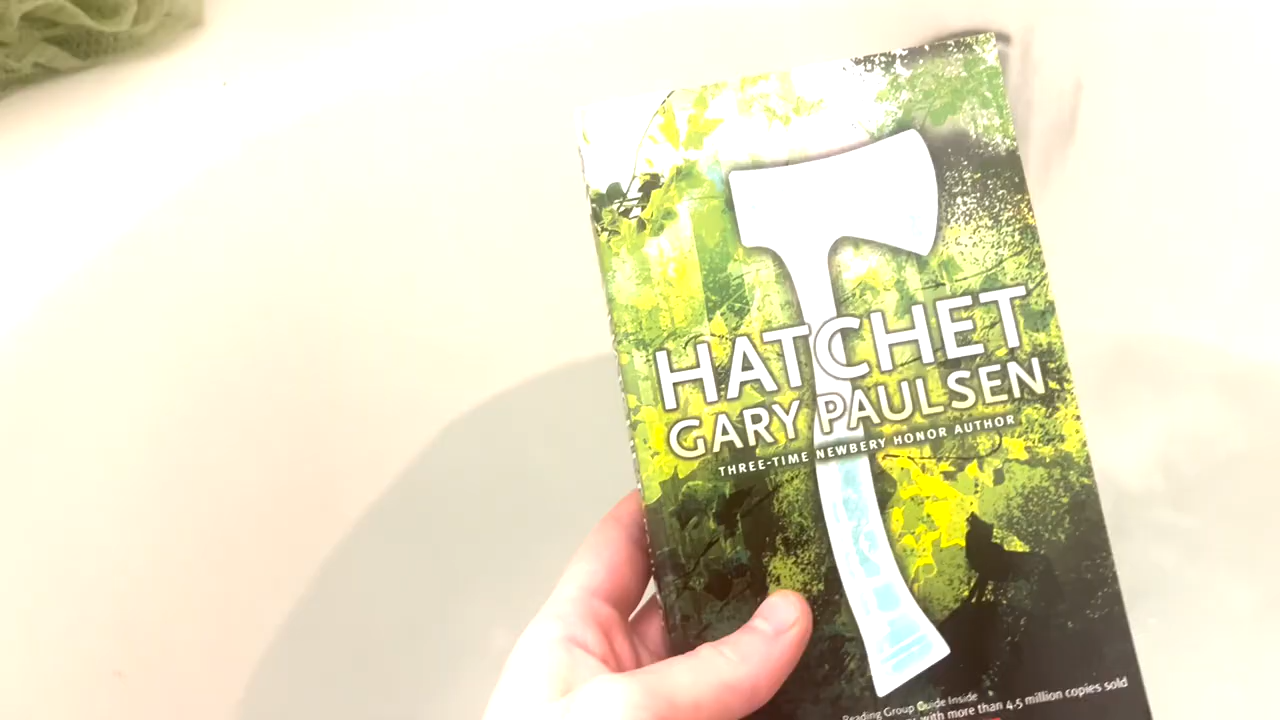 HATCHET
GARY PAULSEN
THREE-TIME NEWBERY HONOR AUTHOR
Reading Group Guide Inside
with more than 4.5 million copies sold